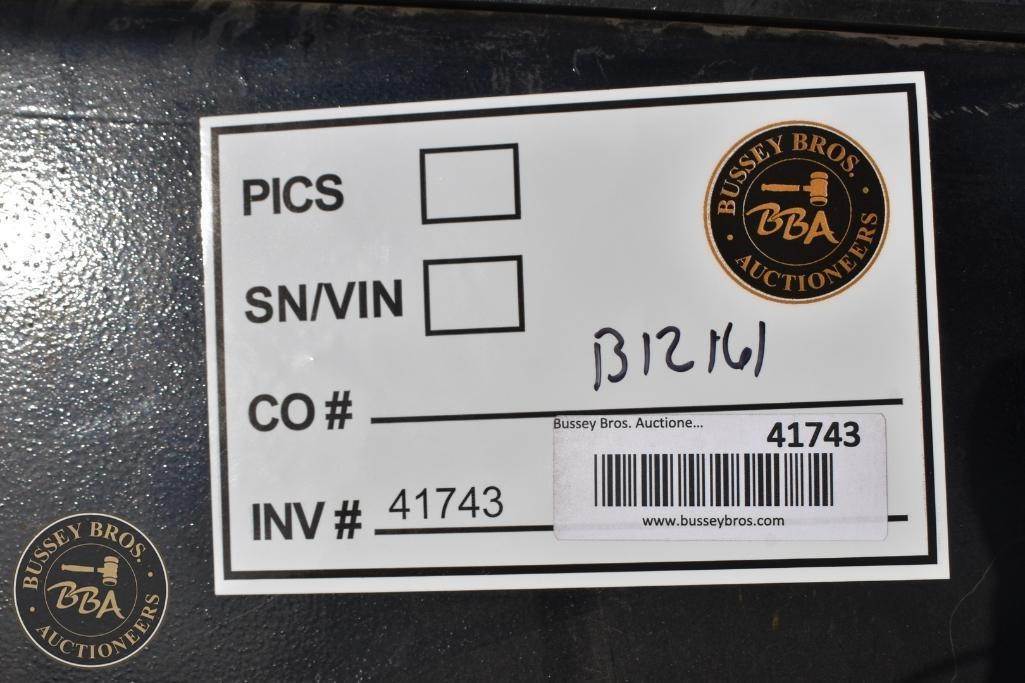 BUSSEY BROS.
BBA
AUCTIONEERS
PICS
SN/VIN
B12161
CO #
Bussey Bros. Auctione...
41743
INV # 41743
www.busseybros.com
BUSSEY BROS.
BBA
AUCTIONEERS